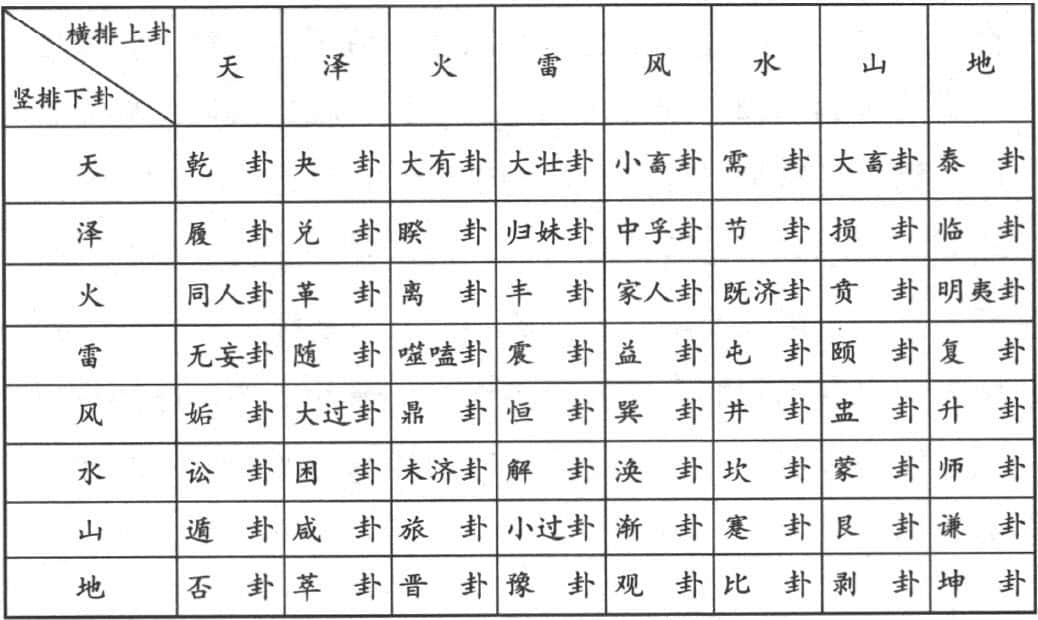 横排上卦
竖排下卦
天 泽 火 雷 风 水 山 地
天 乾卦 夬卦 大有卦 大壮卦 小畜卦 需卦 大畜卦 泰卦
泽 履卦 兑卦 睽卦 归妹卦 中孚卦 节卦 损卦 临卦
火 同人卦 革卦 离卦 丰卦 家人卦 既济卦 贲卦 明夷卦
雷 无妄卦 随卦 噬嗑卦 震卦 益卦 屯卦 颐卦 复卦
风 姤卦 大过卦 鼎卦 恒卦 巽卦 井卦 蛊卦 升卦
水 讼卦 困卦 未济卦 解卦 涣卦 坎卦 蒙卦 师卦
山 遁卦 咸卦 旅卦 小过卦 渐卦 蹇卦 艮卦 谦卦
地 否卦 萃卦 晋卦 豫卦 观卦 比卦 剥卦 坤卦